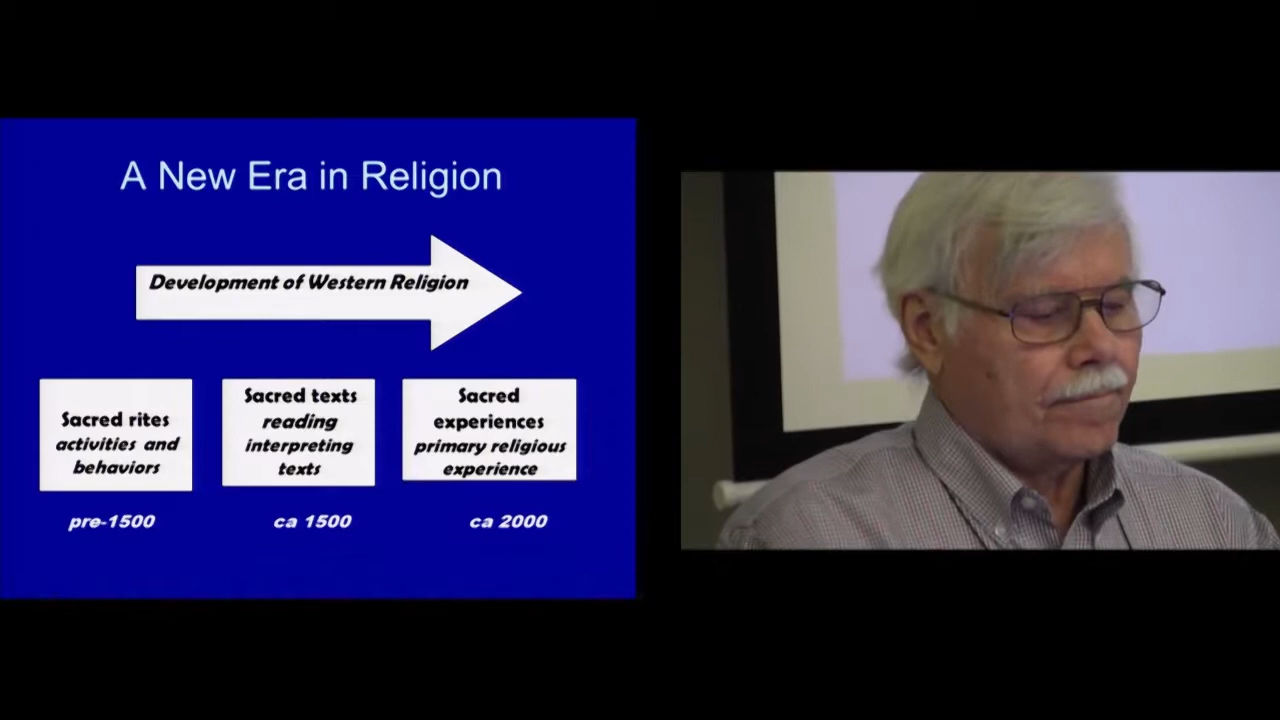 A New Era in Religion
Development of Western Religion
Sacred rites
activities and
behaviors
Sacred texts
reading
interpreting
texts
Sacred
experiences
primary religious
experience
pre-1500
ca 1500
ca 2000